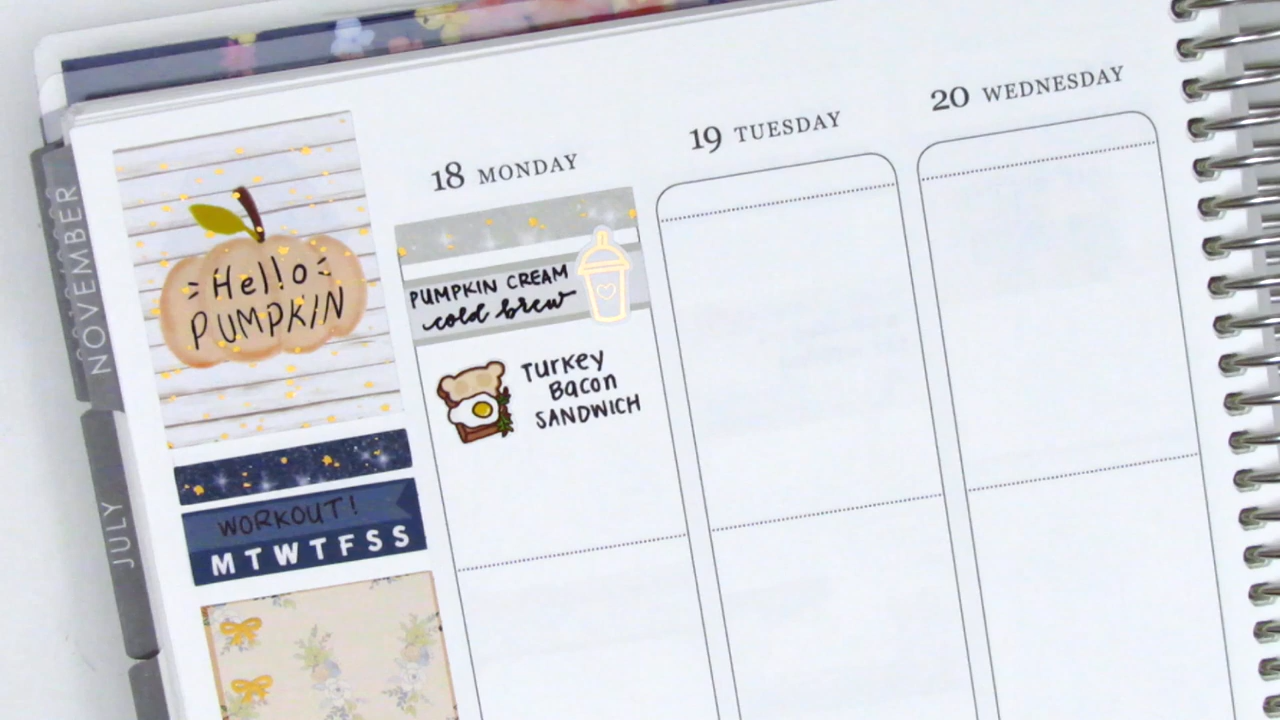 NOVEMBER
JULY
Hello
PUMPKIN
WORKOUT!
M T W T F S S
18 MONDAY
PUMPKIN CREAM
cold brew
Turkey
Bacon
SANDWICH
19 TUESDAY
20 WEDNESDAY